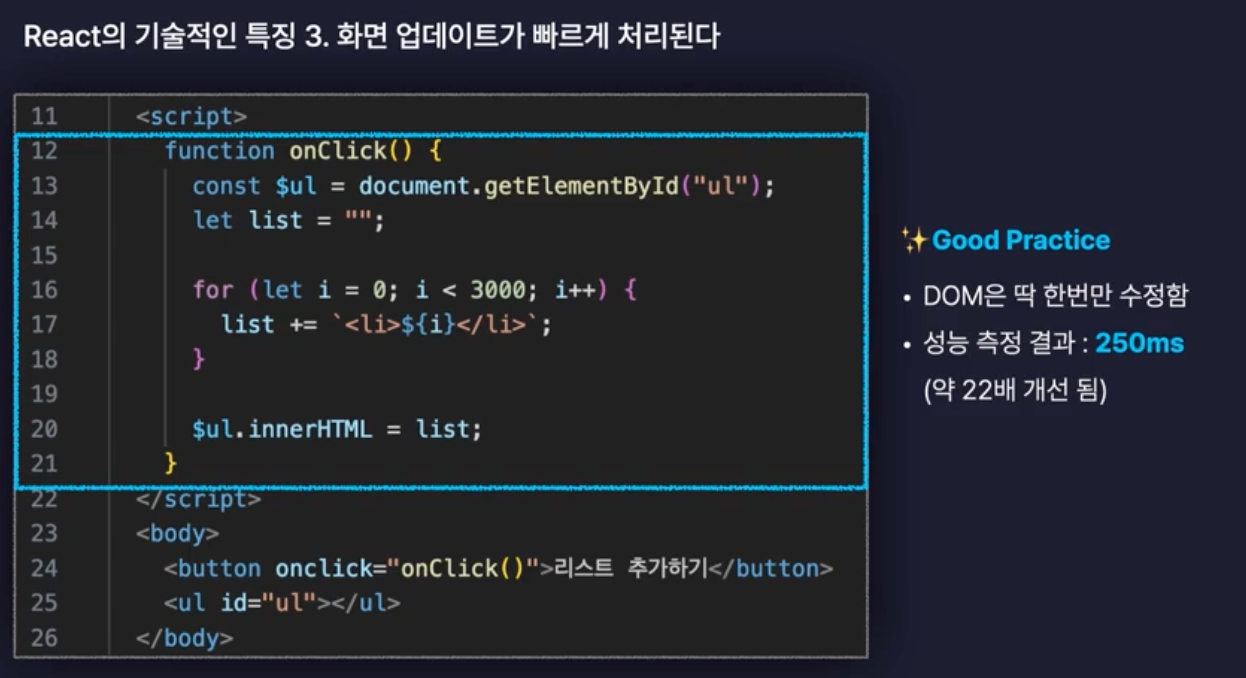 React의 기술적인 특징 3. 화면 업데이트가 빠르게 처리된다
11 <script>
12 function onClick() {
13 const $ul = document.getElementById("ul");
14 let list = "";
15
16 for (let i = 0; i < 3000; i++) {
17 list += `<li>${i}</li>`;
18 }
19
20 $ul.innerHTML = list;
21 }
22 </script>
23 <body>
24 <button onclick="onClick()">리스트 추가하기</button>
25 <ul id="ul"></ul>
26 </body>
✨Good Practice
• DOM은 딱 한번만 수정함
• 성능 측정 결과 : 250ms
(약 22배 개선 됨)